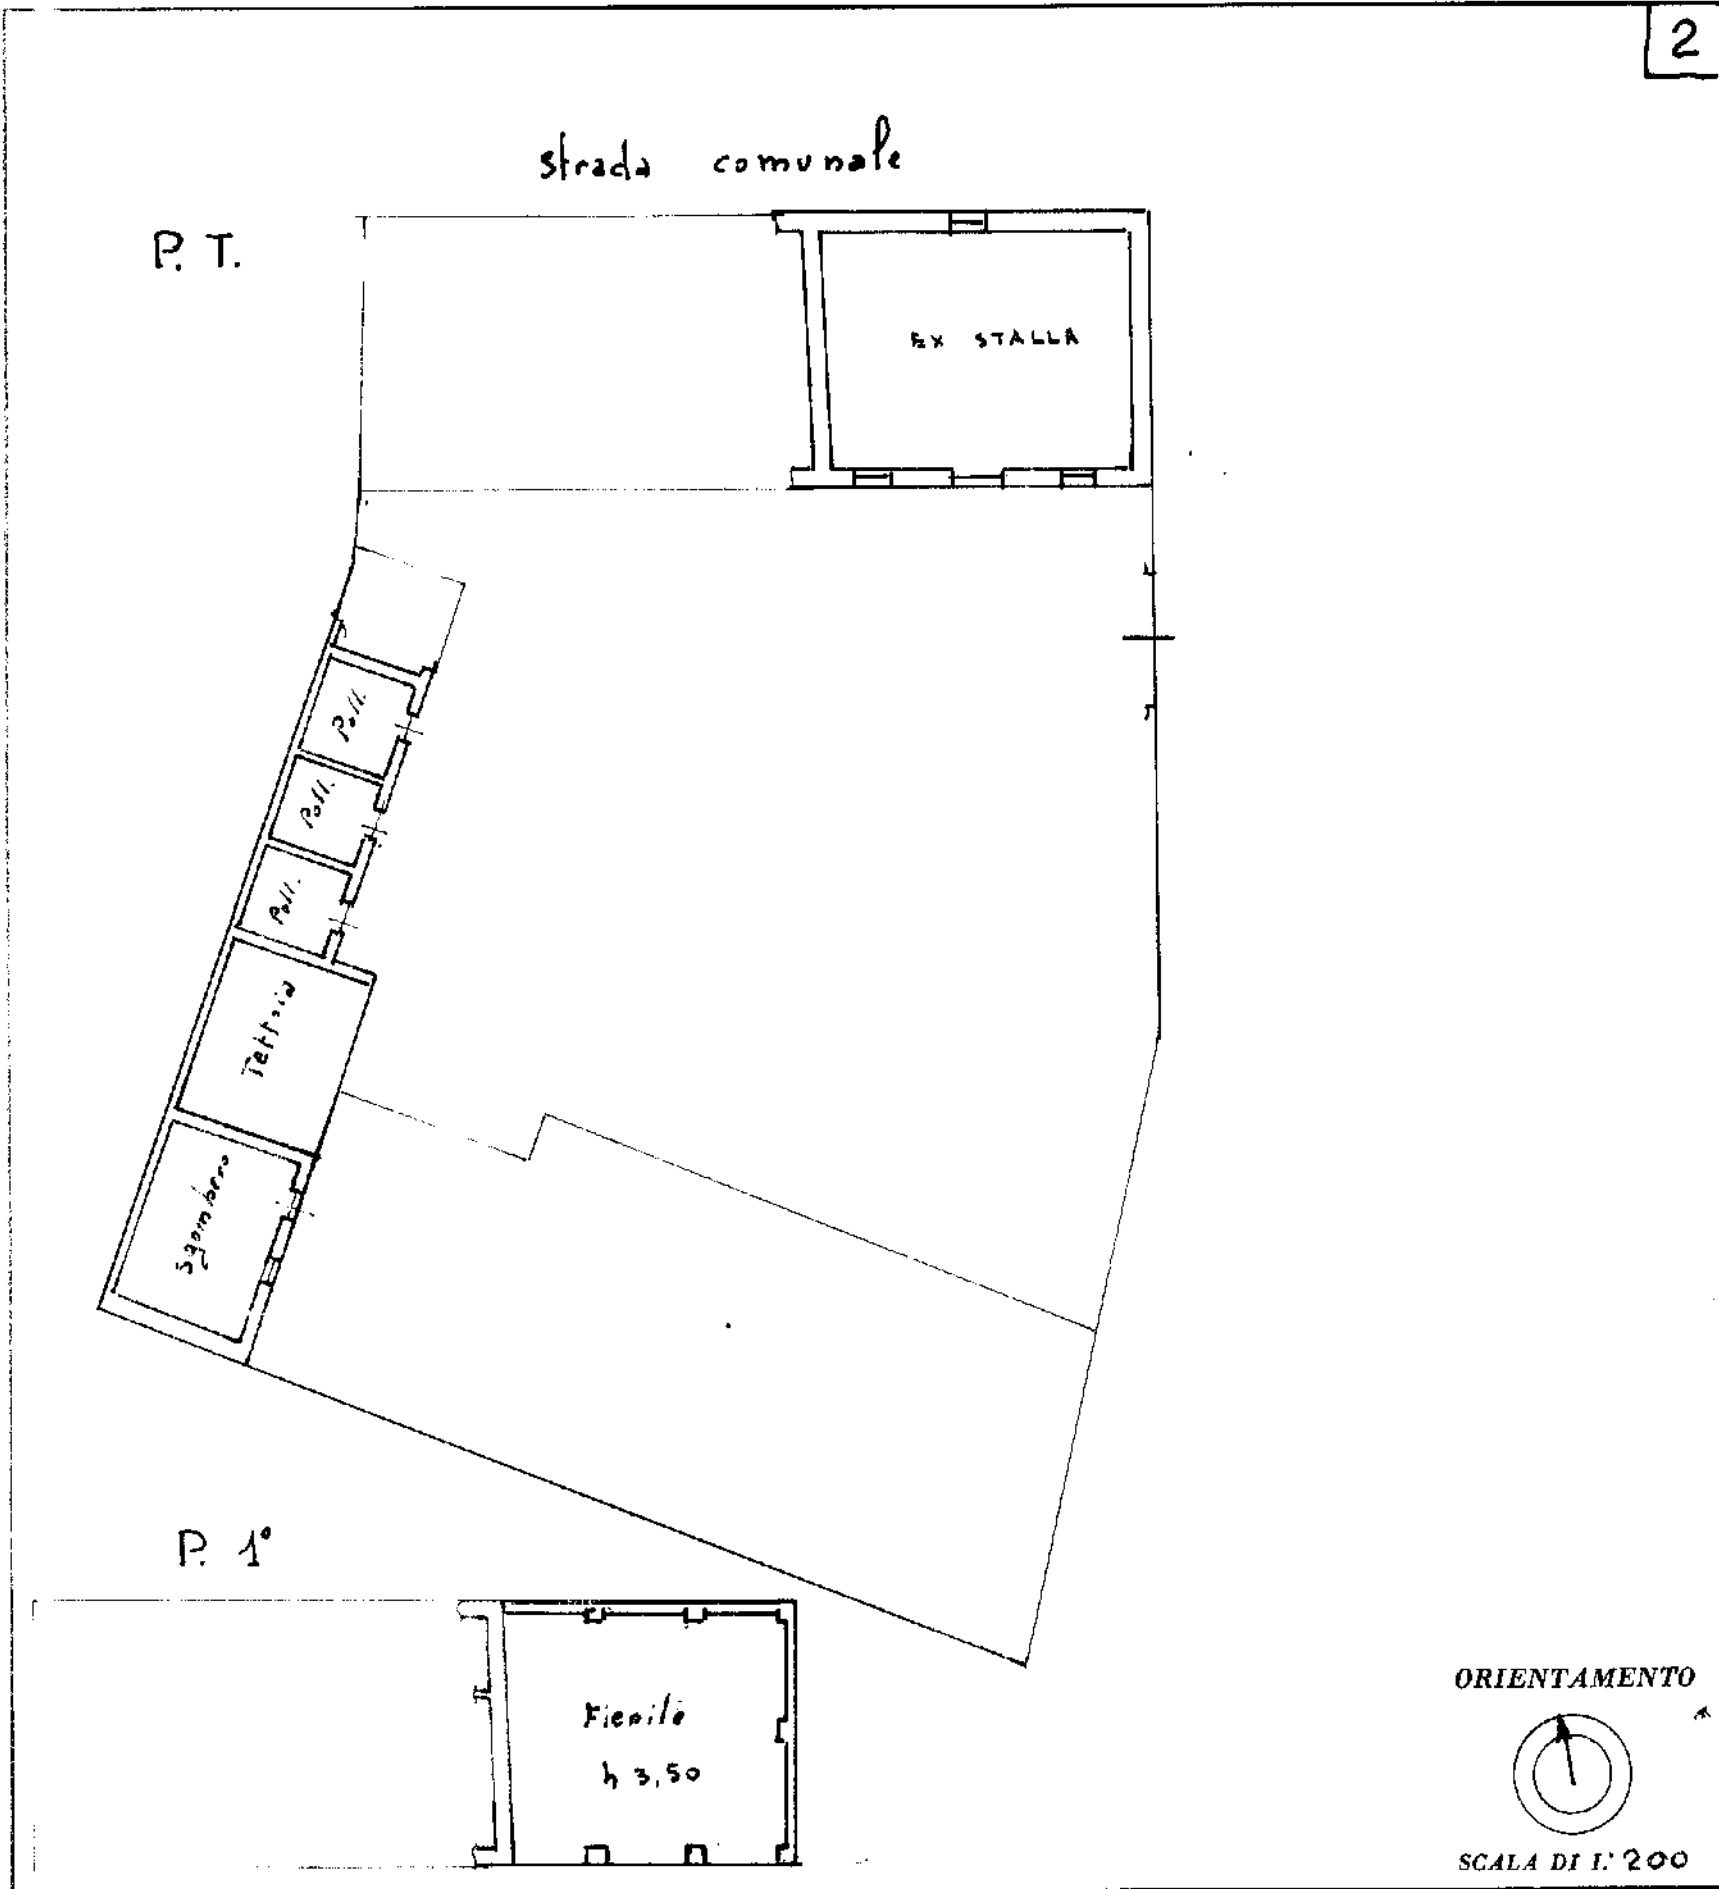 2
strada comunale
P. T.
EX STALLA
Poll.
Poll.
Poll.
Tettoia
Sgombero
P. 1°
Fienile
h 3,50
ORIENTAMENTO
SCALA DI 1: 200